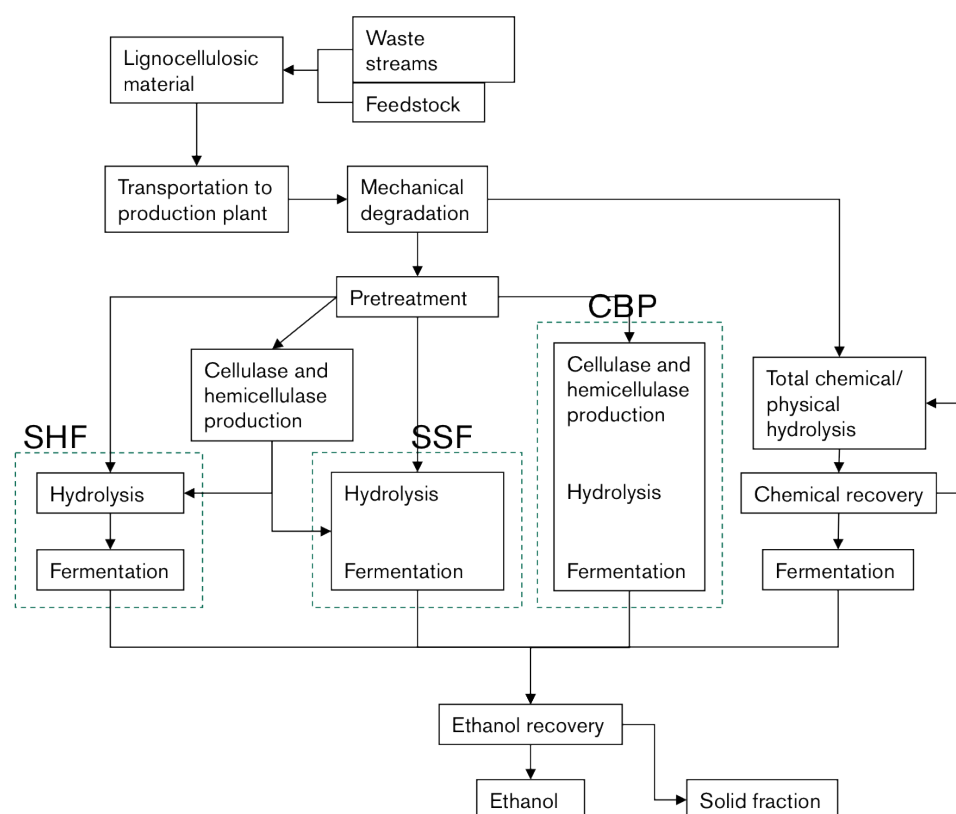 Waste
streams
Lignocellulosic
material
Feedstock
Transportation to
production plant
Mechanical
degradation
Pretreatment
CBP
Cellulase and
hemicellulase
production
Cellulase and
hemicellulase
production
Total chemical/
physical
hydrolysis
SHF
SSF
Hydrolysis
Hydrolysis
Hydrolysis
Chemical recovery
Fermentation
Fermentation
Fermentation
Fermentation
Ethanol recovery
Ethanol
Solid fraction